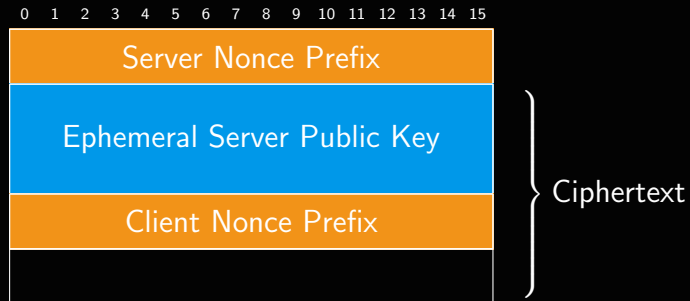 0 1 2 3 4 5 6 7 8 9 10 11 12 13 14 15
Server Nonce Prefix
Ephemeral Server Public Key
Client Nonce Prefix
Ciphertext